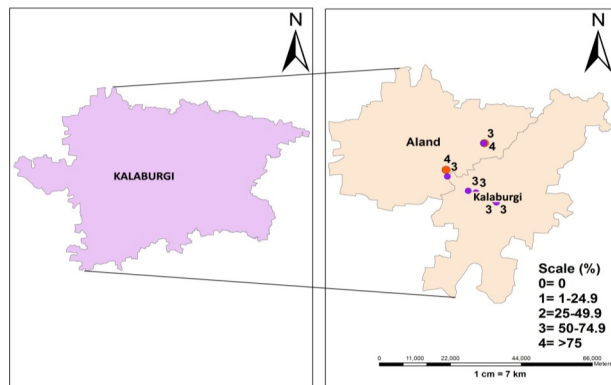 N
KALABURGI
N
Aland
3
4
4
3
3 3
Kalaburgi
3 3
Scale (%)
0= 0
1= 1-24.9
2=25-49.9
3= 50-74.9
4= >75
0 11,000 22,000 44,000 66,000
Meters
1 cm = 7 km